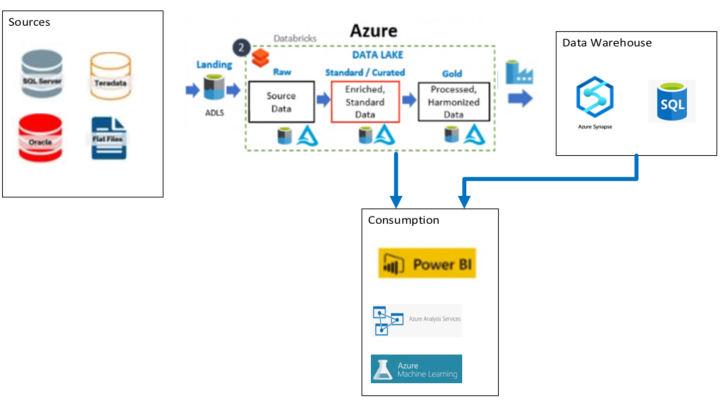 Sources
SQL Server
Teradata
Oracle
Flat Files
Azure
2
Databricks
DATA LAKE
Landing
ADLS
Raw
Source
Data
Standard / Curated
Enriched,
Standard
Data
Gold
Processed,
Harmonized
Data
Data Warehouse
Azure Synapse
SQL
Consumption
Power BI
Azure Analysis Services
Azure
Machine Learning